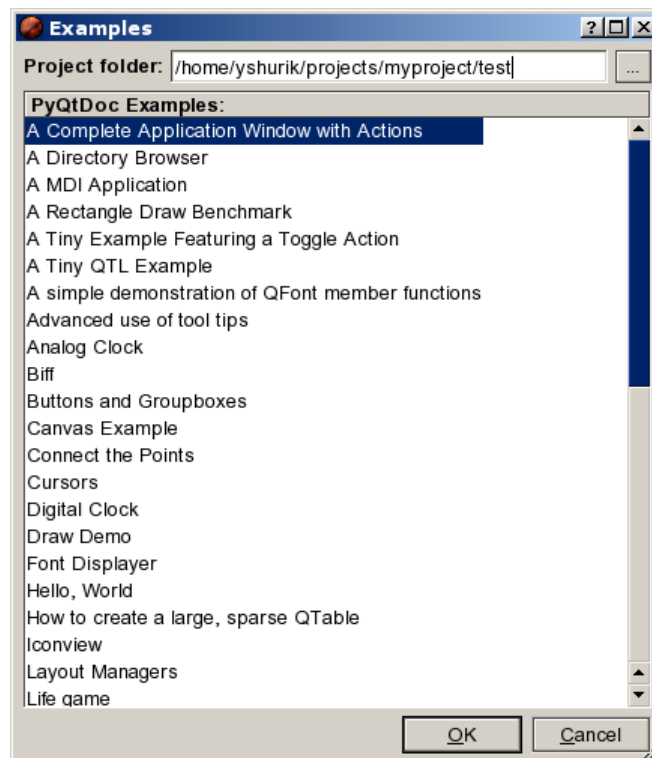 Examples
Project folder: /home/yshurik/projects/myproject/test ...
PyQtDoc Examples:
A Complete Application Window with Actions
A Directory Browser
A MDI Application
A Rectangle Draw Benchmark
A Tiny Example Featuring a Toggle Action
A Tiny QTL Example
A simple demonstration of QFont member functions
Advanced use of tool tips
Analog Clock
Biff
Buttons and Groupboxes
Canvas Example
Connect the Points
Cursors
Digital Clock
Draw Demo
Font Displayer
Hello, World
How to create a large, sparse QTable
Iconview
Layout Managers
Life game
OK Cancel